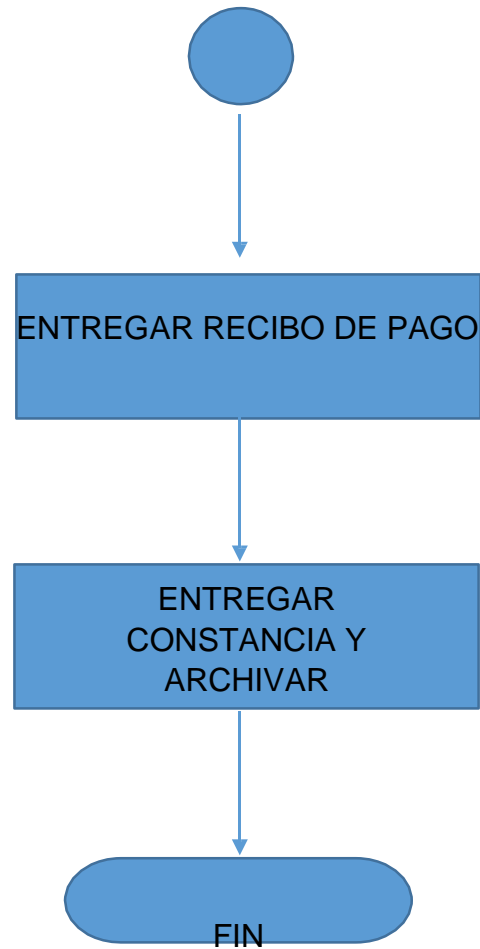 ENTREGAR RECIBO DE PAGO
ENTREGAR
CONSTANCIA Y
ARCHIVAR
FIN